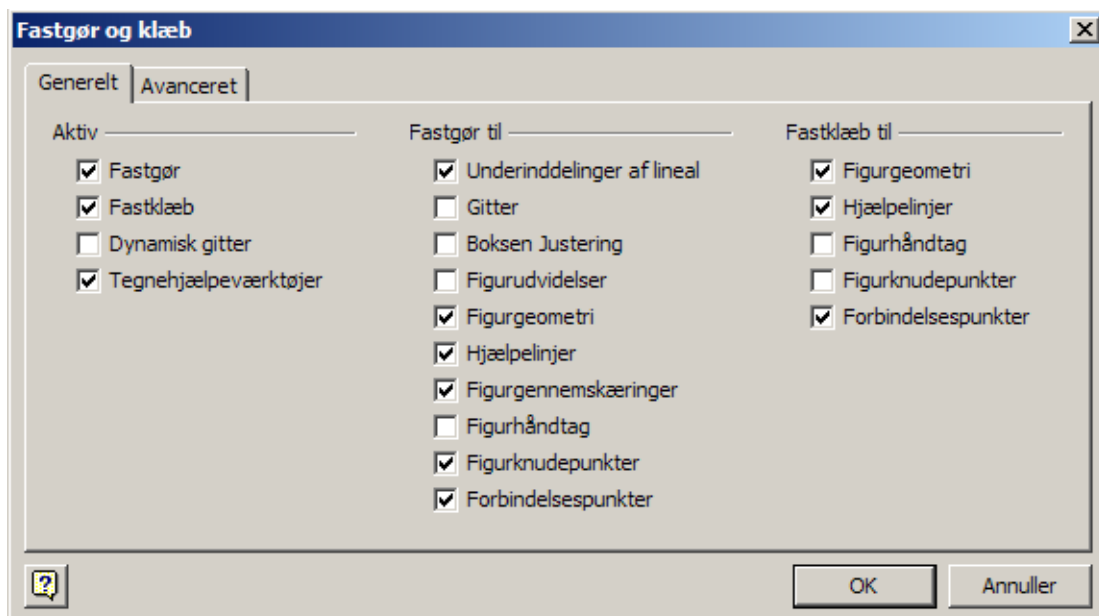 Fastgør og klæb
Generelt
Avanceret
Aktiv
Fastgør
Fastklæb
Dynamisk gitter
Tegnehjælpeværktøjer
Fastgør til
Underinddelinger af lineal
Gitter
Boksen Justering
Figurudvidelser
Figurgeometri
Hjælpelinjer
Figurgennemskæringer
Figurhåndtag
Figurknudepunkter
Forbindelsespunkter
Fastklæb til
Figurgeometri
Hjælpelinjer
Figurhåndtag
Figurknudepunkter
Forbindelsespunkter
OK
Annuller